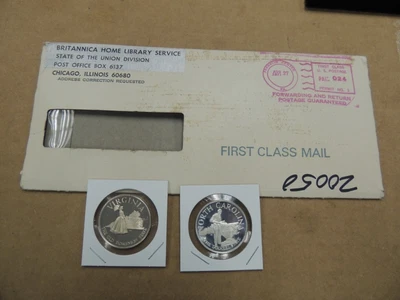 BRITANNICA HOME LIBRARY SERVICE
STATE OF THE UNION DIVISION
POST OFFICE BOX 6137
CHICAGO, ILLINOIS 60680
ADDRESS CORRECTION REQUESTED
U.S. POSTAGE
FORWARDING AND RETURN
POSTAGE GUARANTEED
FIRST CLASS MAIL
VIRGINIA
NORTH CAROLINA